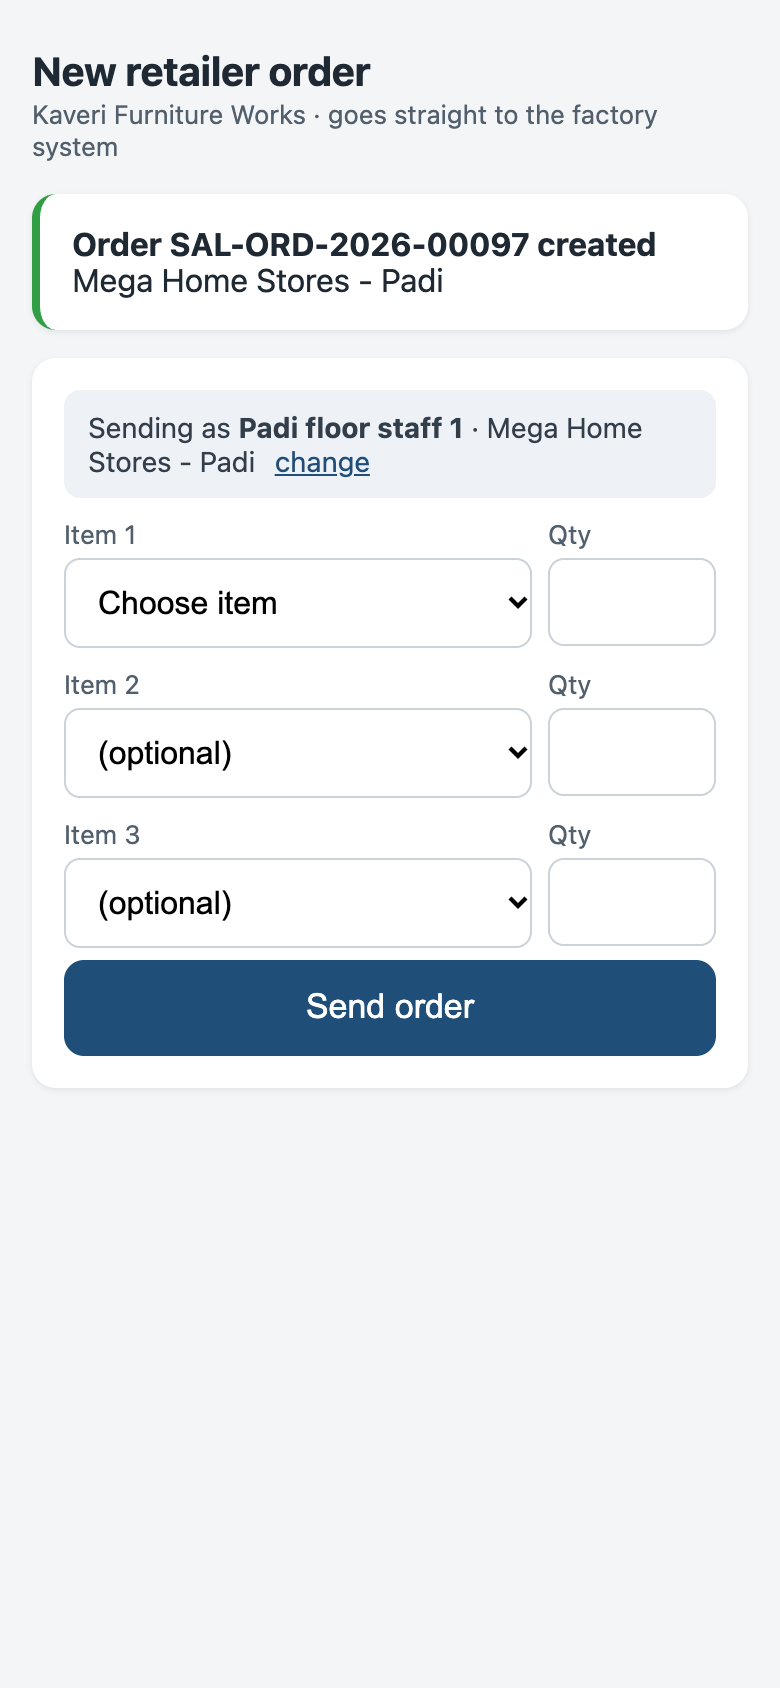 New retailer order
Kaveri Furniture Works · goes straight to the factory
system
Order SAL-ORD-2026-00097 created
Mega Home Stores - Padi
Sending as Padi floor staff 1 · Mega Home
Stores - Padi change
Item 1 Qty
Choose item
Item 2 Qty
(optional)
Item 3 Qty
(optional)
Send order